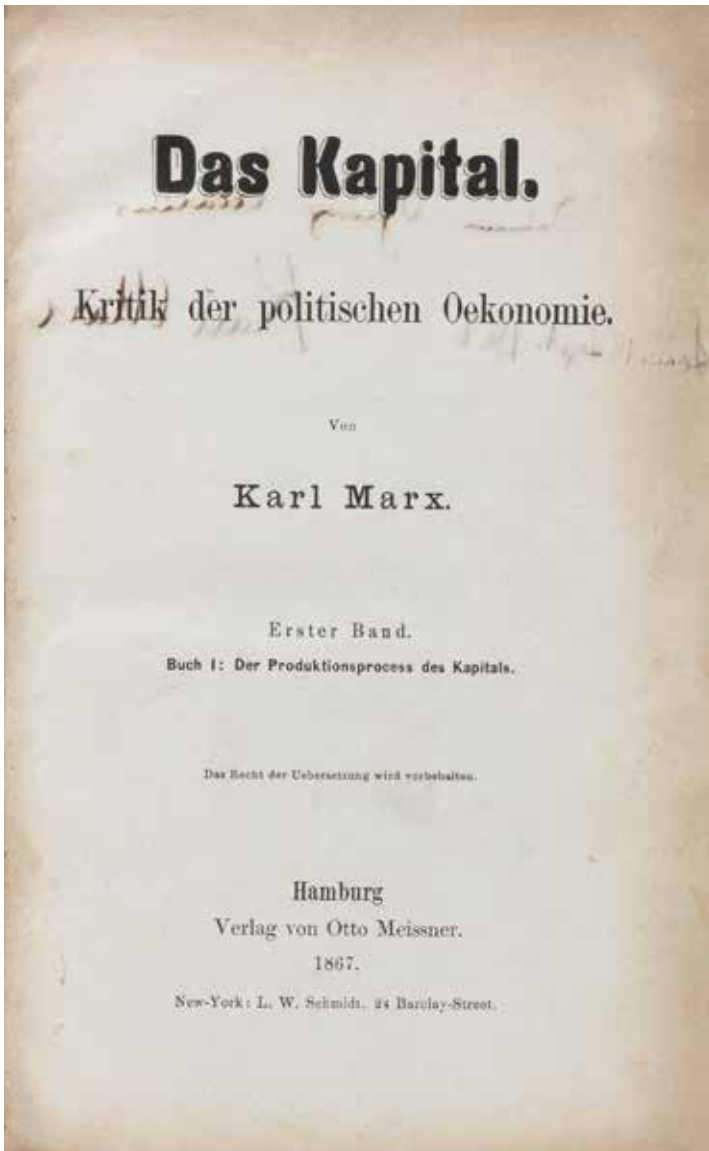 Das Kapital.
Kritik der politischen Oekonomie.
Von
Karl Marx.
Erster Band.
Buch I: Der Produktionsprocess des Kapitals.
Das Recht der Uebersetzung wird vorbehalten.
Hamburg
Verlag von Otto Meissner.
1867.
New-York: L. W. Schmidt. 24 Barclay-Street.